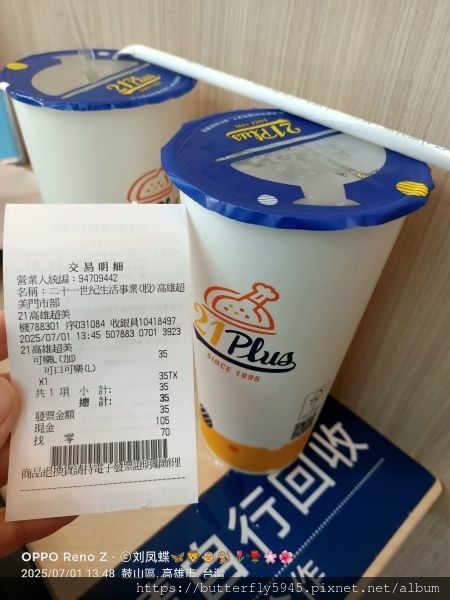 21Plus
SINCE 1995
21Plus
SINCE 1995
21Plus
SINCE 1995
交易明細
營業人統編：94709442
名稱：二十一世紀生活事業(股)高雄超
美門市部
21高雄超美
機788301 序031084 收銀員10418497
2025/07/01 13:45 507883 0701 3923
21高雄超美
可樂L(加) 35
可口可樂(L)
X1 35TX
共 1 項 小 計: 35
總 計: 35
發票金額 35
現金 105
找 零 70
商品退換貨請持電子發票證明聯辦理
自行回收
作
OPPO Reno Z · ©刘凤蝶
2025/07/01 13:48 鼓山區, 高雄市, 台灣
https://butterfly5945.pixnet.net/album